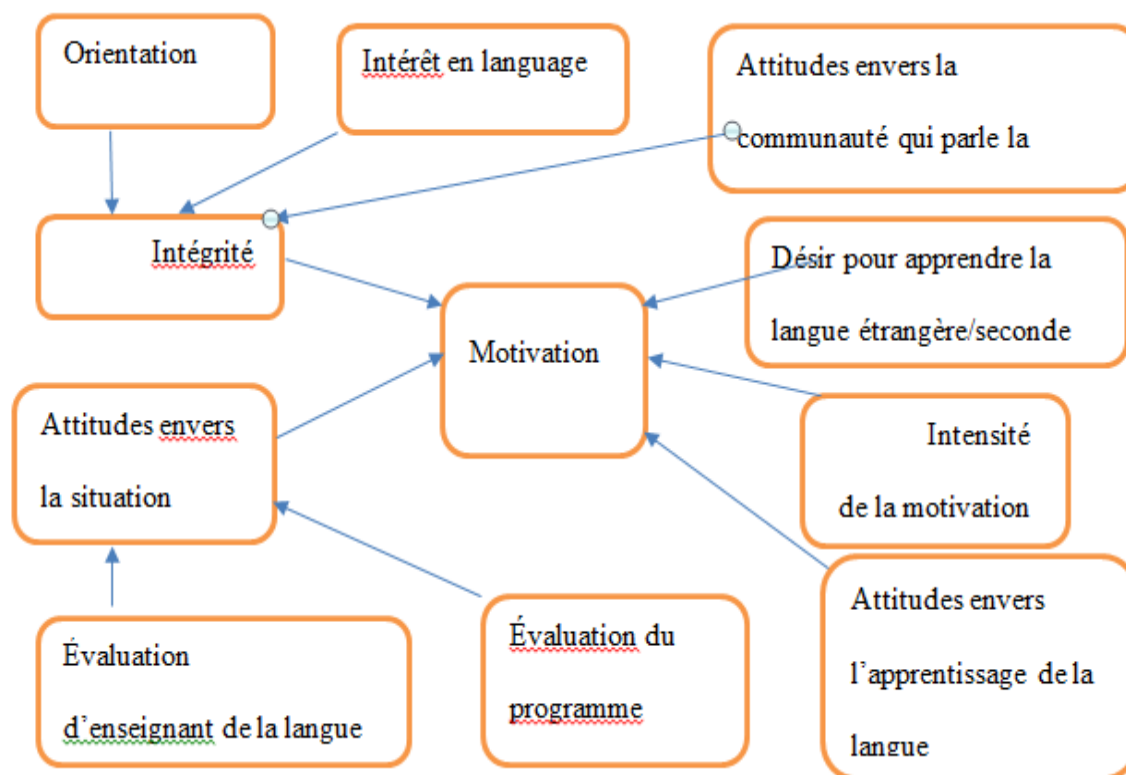 Orientation
Intérêt en language
Attitudes envers la
communauté qui parle la
Intégrité
Désir pour apprendre la
langue étrangère/seconde
Motivation
Attitudes envers
la situation
Intensité
de la motivation
Évaluation
d’enseignant de la langue
Évaluation du
programme
Attitudes envers
l’apprentissage de la
langue